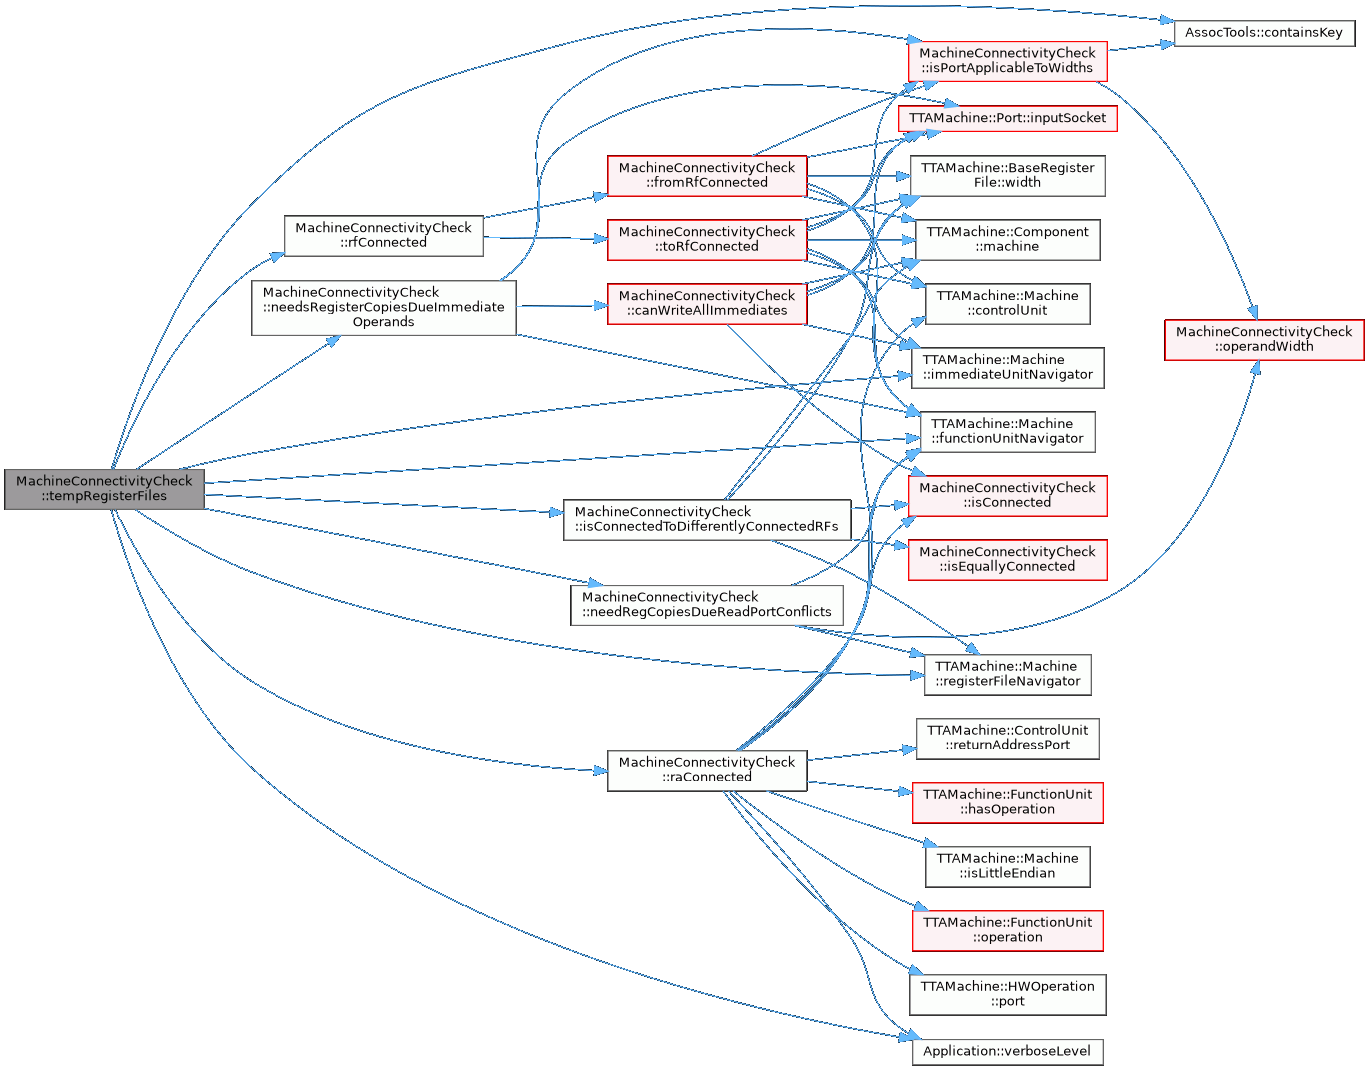 AssocTools::containsKey
MachineConnectivityCheck
::isPortApplicableToWidths
TTAMachine::Port::inputSocket
MachineConnectivityCheck
::fromRfConnected
TTAMachine::BaseRegister
File::width
MachineConnectivityCheck
::rfConnected
MachineConnectivityCheck
::toRfConnected
TTAMachine::Component
::machine
MachineConnectivityCheck
::needsRegisterCopiesDueImmediate
Operands
MachineConnectivityCheck
::canWriteAllImmediates
TTAMachine::Machine
::controlUnit
MachineConnectivityCheck
::operandWidth
TTAMachine::Machine
::immediateUnitNavigator
TTAMachine::Machine
::functionUnitNavigator
MachineConnectivityCheck
::tempRegisterFiles
MachineConnectivityCheck
::isConnected
MachineConnectivityCheck
::isConnectedToDifferentlyConnectedRFs
MachineConnectivityCheck
::isEquallyConnected
MachineConnectivityCheck
::needRegCopiesDueReadPortConflicts
TTAMachine::Machine
::registerFileNavigator
TTAMachine::ControlUnit
::returnAddressPort
MachineConnectivityCheck
::raConnected
TTAMachine::FunctionUnit
::hasOperation
TTAMachine::Machine
::isLittleEndian
TTAMachine::FunctionUnit
::operation
TTAMachine::HWOperation
::port
Application::verboseLevel